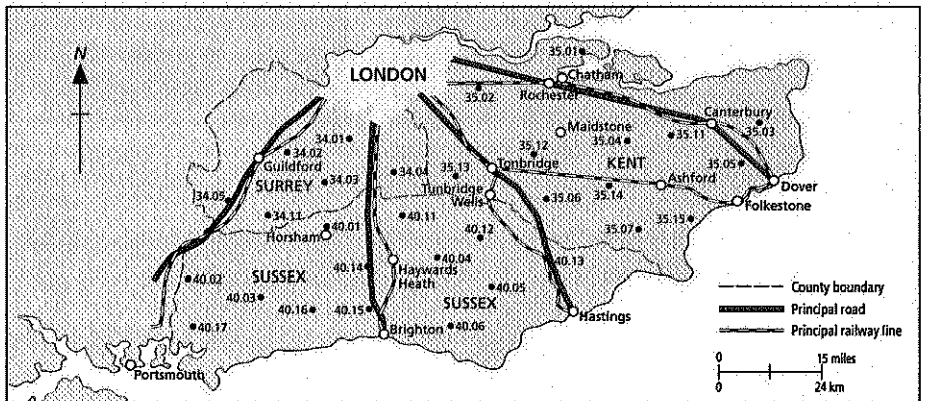 N
LONDON
35.01
Chatham
Rochester
35.02
Canterbury
35.03
35.11
Maidstone
35.04
34.01
34.02
Guildford
35.12
KENT
35.05
Tonbridge
35.13
34.04
34.03
SURREY
Ashford
Dover
Tunbridge
Wells
35.06
35.14
Folkestone
34.05
34.11
40.01
40.11
35.15
Horsham
35.07
40.12
40.04
40.13
40.14
Haywards
Heath
40.02
SUSSEX
SUSSEX
40.05
40.03
40.16
40.15
40.17
40.06
Brighton
Hastings
Portsmouth
County boundary
Principal road
Principal railway line
0 15 miles
0 24 km